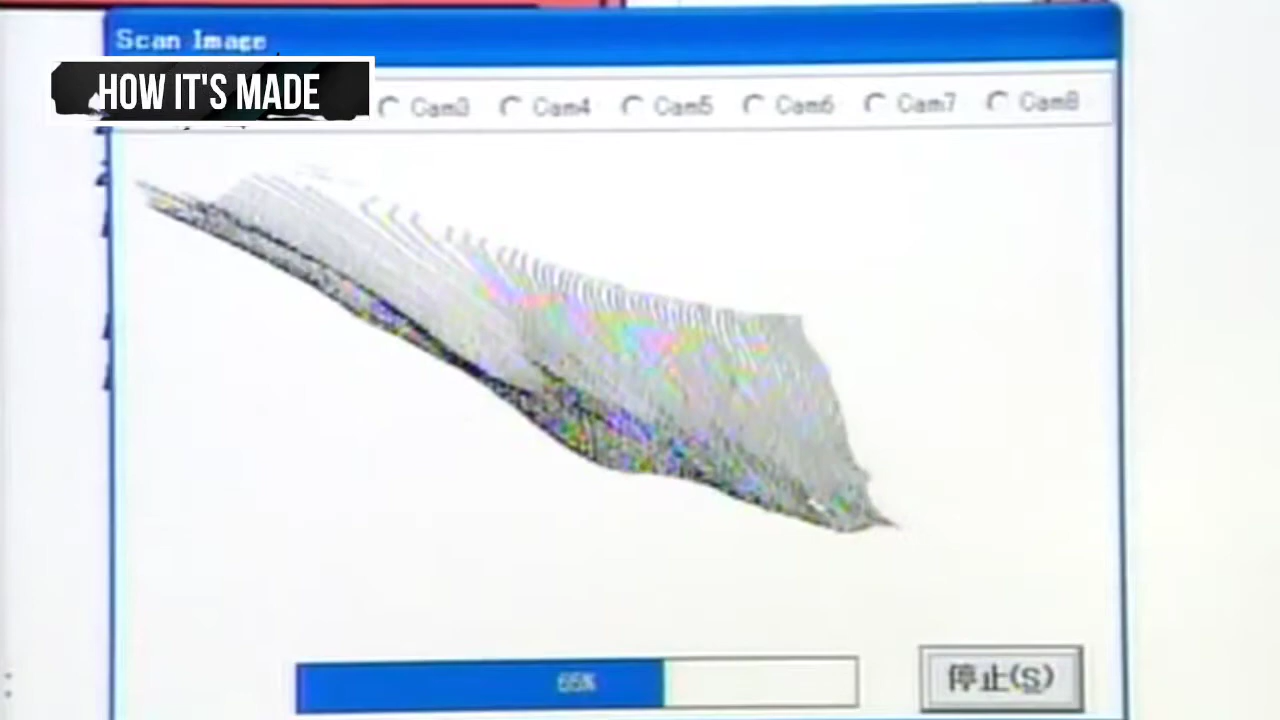 Scan Image
HOW IT'S MADE
Cam3 Cam4 Cam5 Cam6 Cam7 Cam8
65%
停止(S)